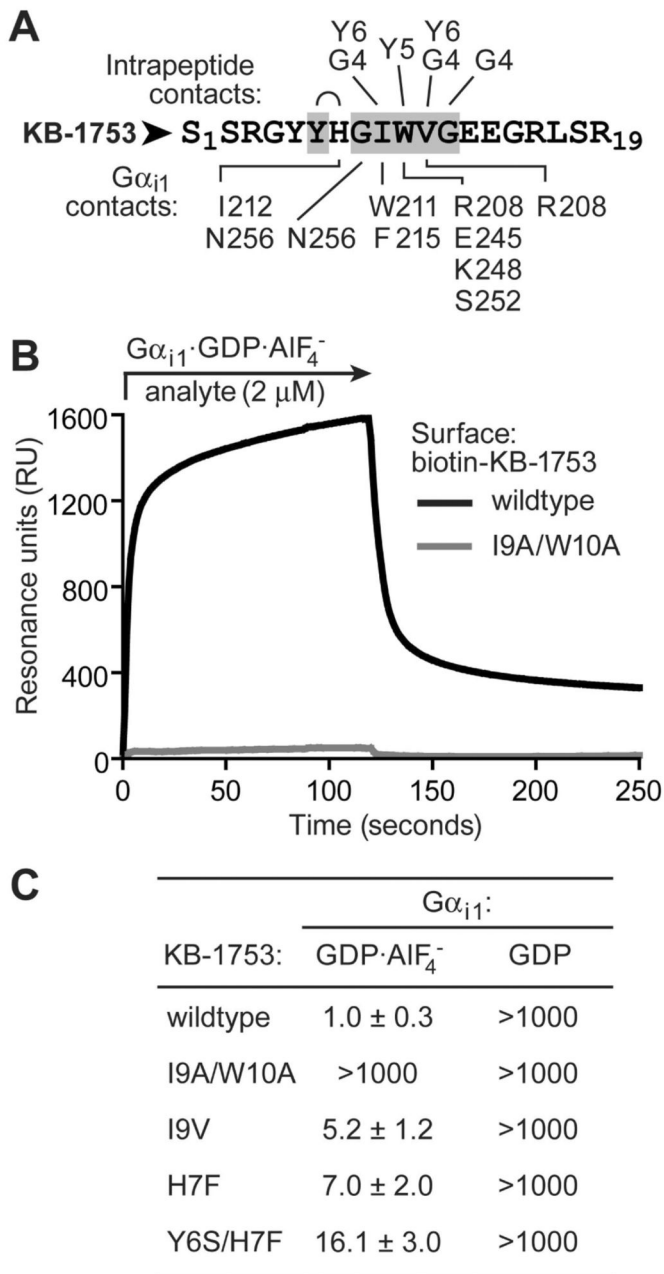 A
Y6 Y6
G4 Y5 G4 G4
Intrapeptide
contacts:
KB-1753 S₁SRGYYHGIWVGEEGRLSR₁₉
Gαi1
contacts:
I212 W211 R208 R208
N256 N256 F215 E245
K248
S252
B
Gαi1·GDP·AlF4-
analyte (2 μM)
Surface:
biotin-KB-1753
wildtype
I9A/W10A
Resonance units (RU)
1600
1200
800
400
0
0 50 100 150 200 250
Time (seconds)
C
Gαi1:
KB-1753: GDP·AlF4- GDP
wildtype 1.0 ± 0.3 >1000
I9A/W10A >1000 >1000
I9V 5.2 ± 1.2 >1000
H7F 7.0 ± 2.0 >1000
Y6S/H7F 16.1 ± 3.0 >1000